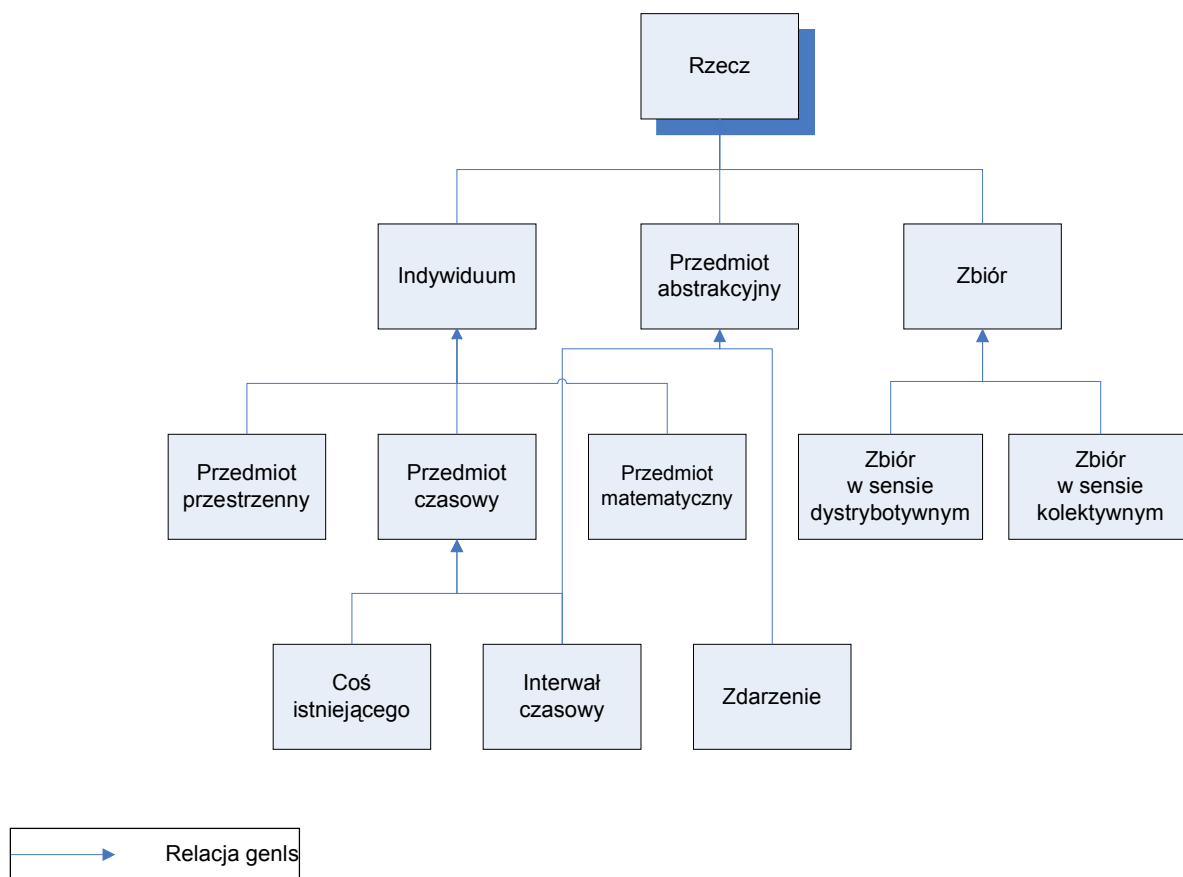 Rzecz
Indywiduum
Przedmiot
abstrakcyjny
Zbiór
Przedmiot
przestrzenny
Przedmiot
czasowy
Przedmiot
matematyczny
Zbiór
w sensie
dystrybotywnym
Zbiór
w sensie
kolektywnym
Coś
istniejącego
Interwał
czasowy
Zdarzenie
Relacja genls